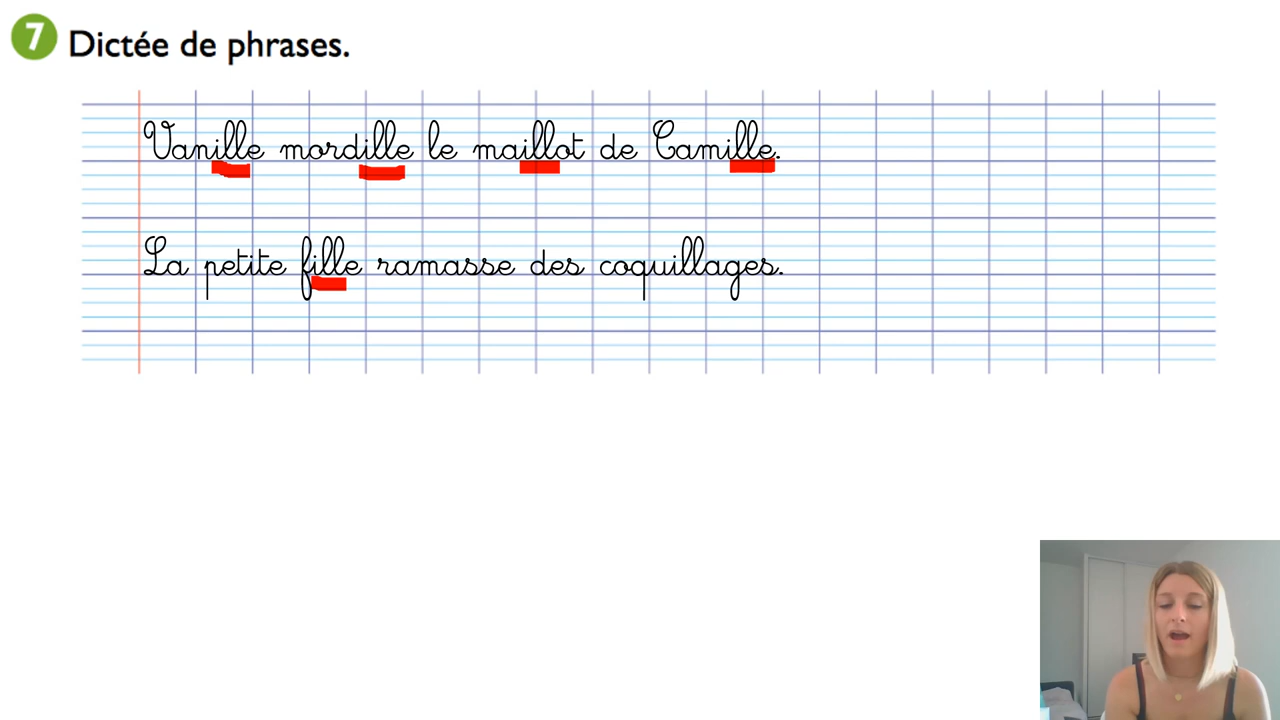 7 Dictée de phrases.
Vanille mordille le maillot de Camille.
La petite fille ramasse des coquillages.